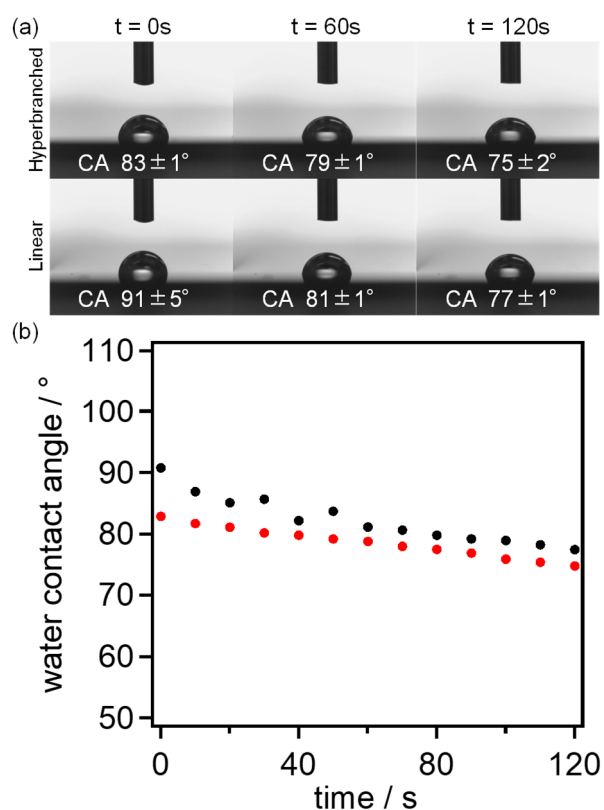 (a)
t = 0s t = 60s t = 120s
Hyperbranched
CA 83±1° CA 79±1° CA 75±2°
Linear
CA 91±5° CA 81±1° CA 77±1°
(b)
water contact angle / °
110
100
90
80
70
60
50
0 40 80 120
time / s